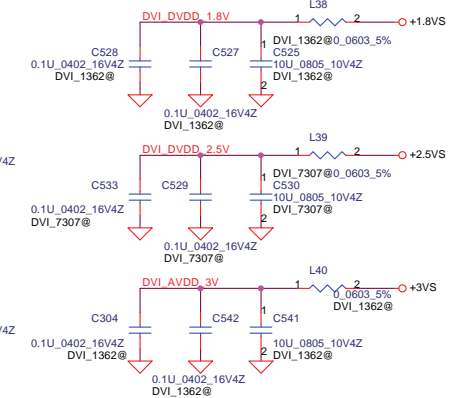 L38
DVI_DVDD_1.8V
1
2
+1.8VS
DVI_1362@0_0603_5%
C528
C527
1
C525
0.1U_0402_16V4Z
10U_0805_10V4Z
DVI_1362@
DVI_1362@
2
0.1U_0402_16V4Z
DVI_1362@
L39
DVI_DVDD_2.5V
1
2
+2.5VS
V4Z
DVI_7307@0_0603_5%
1
C533
C529
C530
0.1U_0402_16V4Z
10U_0805_10V4Z
DVI_7307@
2
DVI_7307@
0.1U_0402_16V4Z
DVI_7307@
L40
DVI_AVDD_3V
1
2
+3VS
0_0603_5%
DVI_1362@
1
C304
C542
C541
V4Z
0.1U_0402_16V4Z
10U_0805_10V4Z
DVI_1362@
2
DVI_1362@
0.1U_0402_16V4Z
DVI_1362@